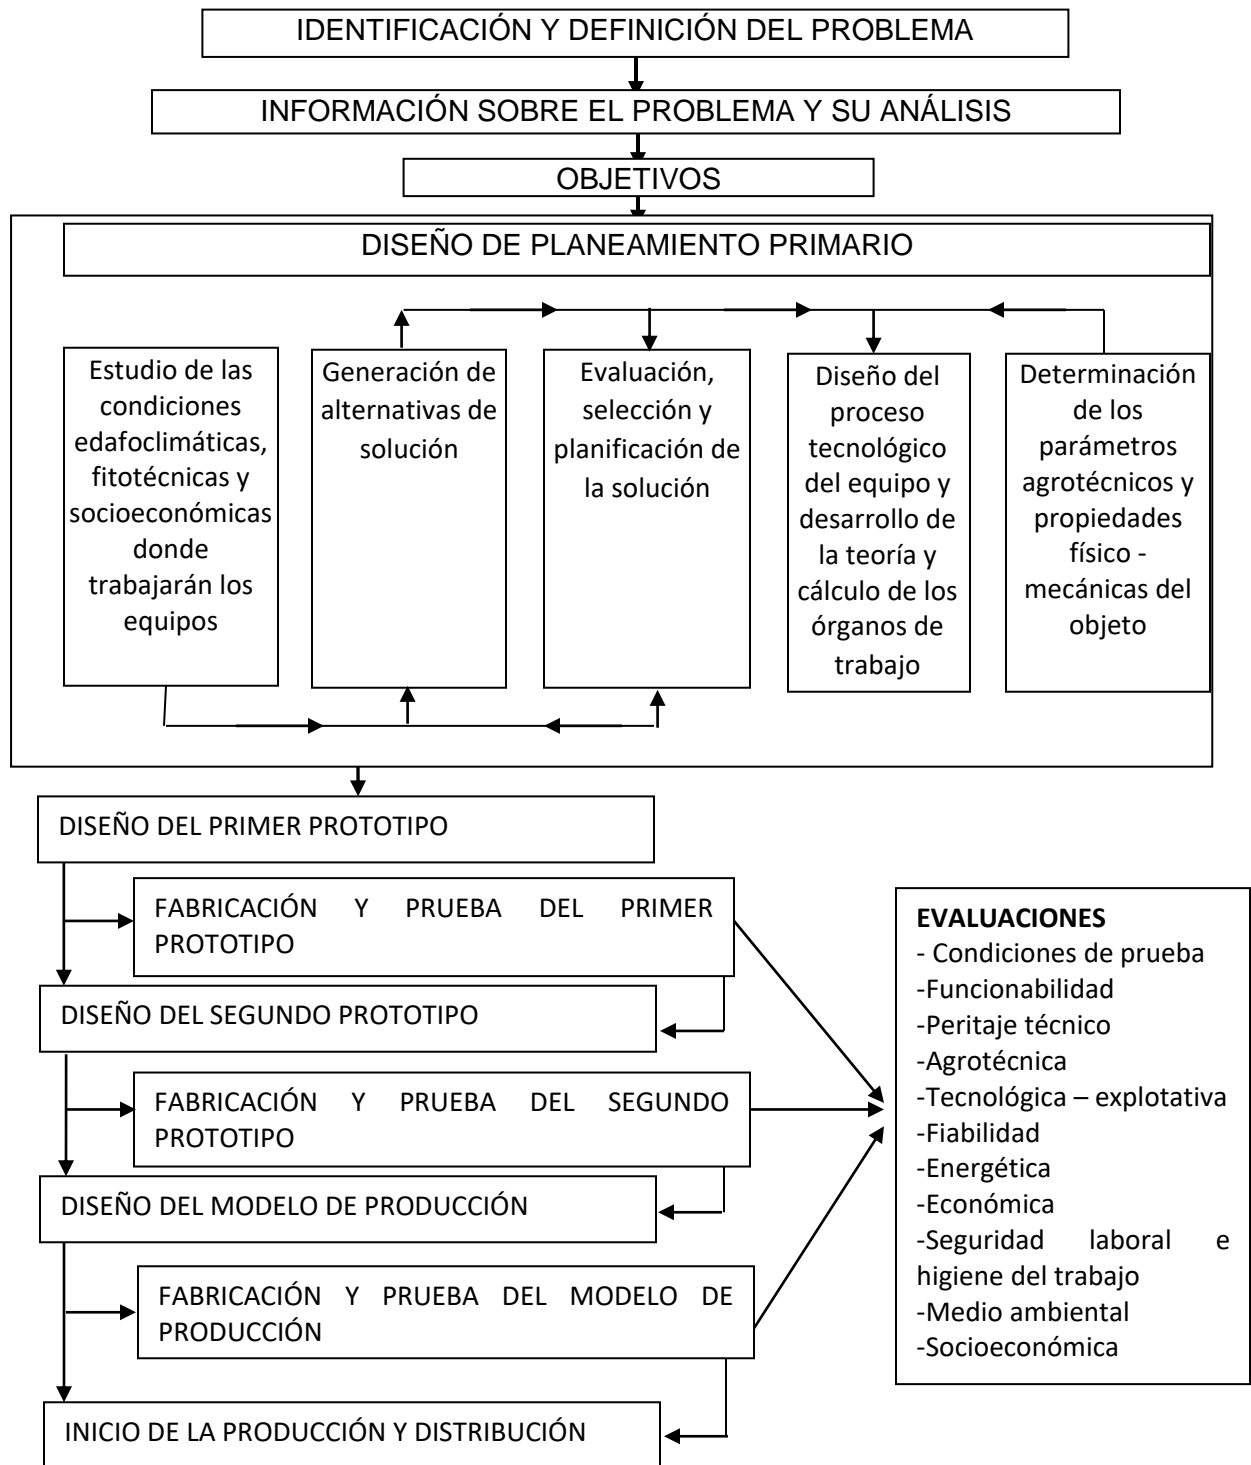 IDENTIFICACIÓN Y DEFINICIÓN DEL PROBLEMA
INFORMACIÓN SOBRE EL PROBLEMA Y SU ANÁLISIS
OBJETIVOS
DISEÑO DE PLANEAMIENTO PRIMARIO
Estudio de las
condiciones
edafoclimáticas,
fitotécnicas y
socioeconómicas
donde
trabajarán los
equipos
Generación de
alternativas de
solución
Evaluación,
selección y
planificación de
la solución
Diseño del
proceso
tecnológico
del equipo y
desarrollo de
la teoría y
cálculo de los
órganos de
trabajo
Determinación
de los
parámetros
agrotécnicos y
propiedades
físico -
mecánicas del
objeto
DISEÑO DEL PRIMER PROTOTIPO
FABRICACIÓN Y PRUEBA DEL PRIMER
PROTOTIPO
DISEÑO DEL SEGUNDO PROTOTIPO
FABRICACIÓN Y PRUEBA DEL SEGUNDO
PROTOTIPO
DISEÑO DEL MODELO DE PRODUCCIÓN
FABRICACIÓN Y PRUEBA DEL MODELO DE
PRODUCCIÓN
INICIO DE LA PRODUCCIÓN Y DISTRIBUCIÓN
EVALUACIONES
- Condiciones de prueba
-Funcionabilidad
-Peritaje técnico
-Agrotécnica
-Tecnológica – explotativa
-Fiabilidad
-Energética
-Económica
-Seguridad laboral e
higiene del trabajo
-Medio ambiental
-Socioeconómica